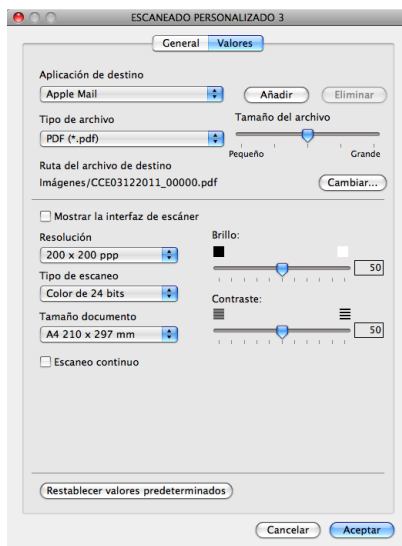 ESCANEADO PERSONALIZADO 3
General Valores
Aplicación de destino
Apple Mail
Añadir Eliminar
Tipo de archivo
Tamaño del archivo
PDF (*.pdf)
Pequeño Grande
Ruta del archivo de destino
Imágenes/CCE03122011_00000.pdf
Cambiar...
Mostrar la interfaz de escáner
Resolución
Brillo:
200 x 200 ppp
50
Tipo de escaneo
Color de 24 bits
Contraste:
Tamaño documento
A4 210 x 297 mm
50
Escaneo continuo
Restablecer valores predeterminados
Cancelar Aceptar